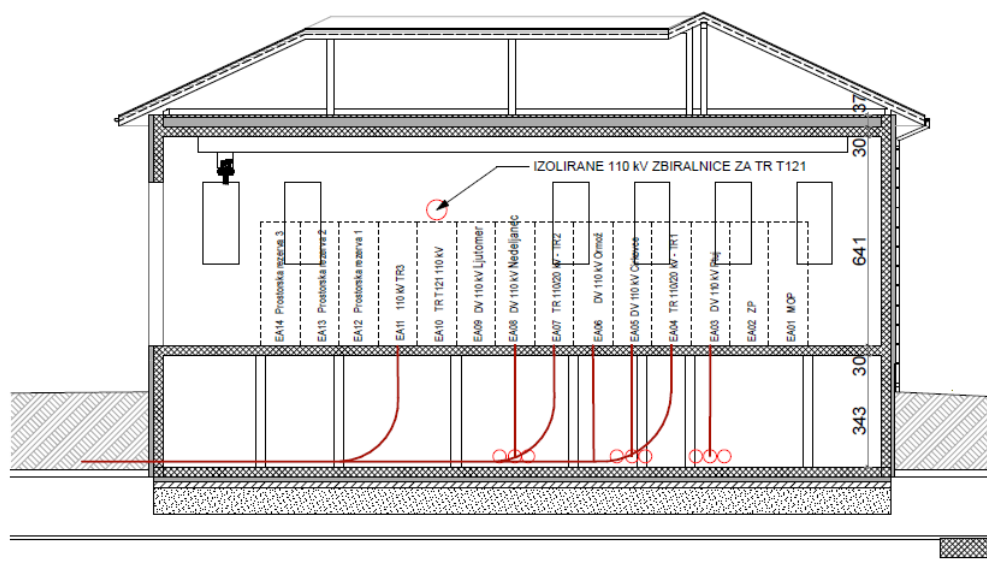 37
30
IZOLIRANE 110 kV ZBIRALNICE ZA TR T121
641
EA14 Prostorska rezerva 3
EA13 Prostorska rezerva 2
EA12 Prostorska rezerva 1
EA11 110 kV TR3
EA10 TR T121 110 kV
EA09 DV 110 kV Ljutomer
EA08 DV 110 kV Nedeljanec
EA07 TR 110/20 kV - TR2
EA06 DV 110 kV Ormož
EA05 DV 110 kV Cirkovce
EA04 TR 110/20 kV - TR1
EA03 DV 110 kV Ptuj
EA02 ZP
EA01 MOP
30
343